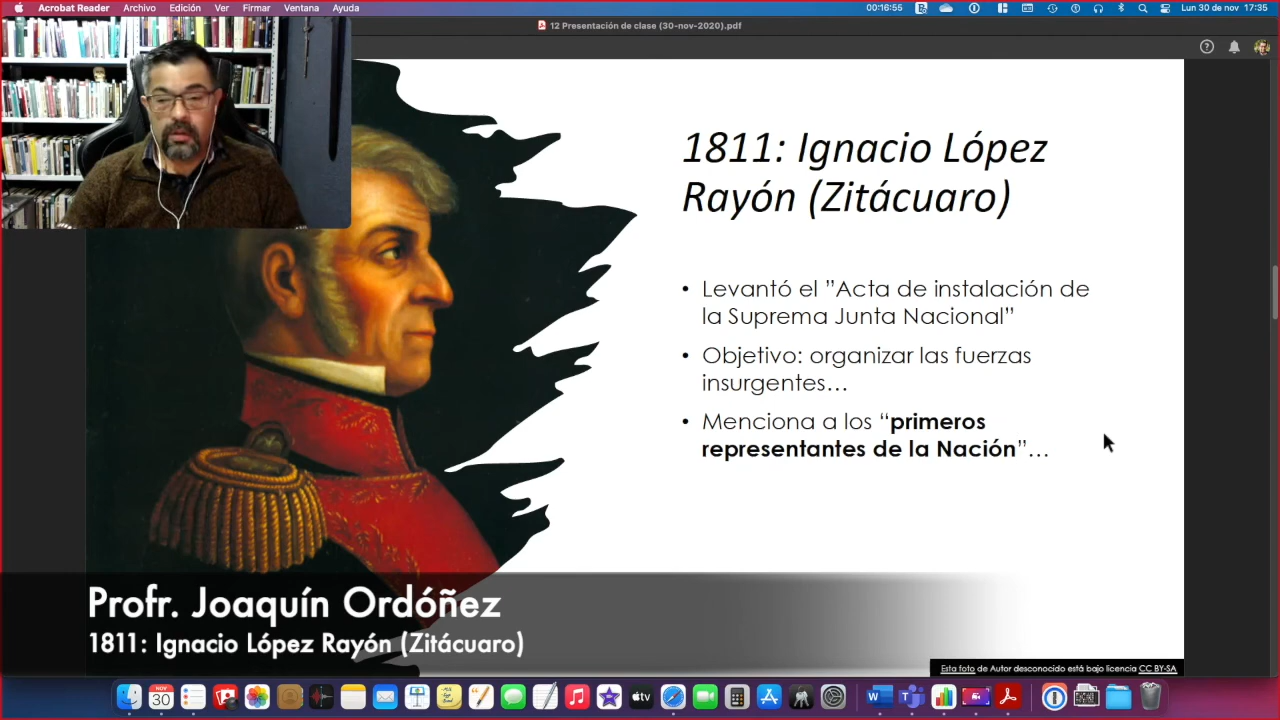 Acrobat Reader Archivo Edición Ver Firmar Ventana Ayuda 00:16:55 Lun 30 de nov 17:35
12 Presentación de clase (30-nov-2020).pdf
1811: Ignacio López
Rayón (Zitácuaro)
• Levantó el ”Acta de instalación de
la Suprema Junta Nacional”
• Objetivo: organizar las fuerzas
insurgentes…
• Menciona a los “primeros
representantes de la Nación”…
Profr. Joaquín Ordóñez
1811: Ignacio López Rayón (Zitácuaro)
Esta foto de Autor desconocido está bajo licencia CC BY-SA
NOV
30
tv